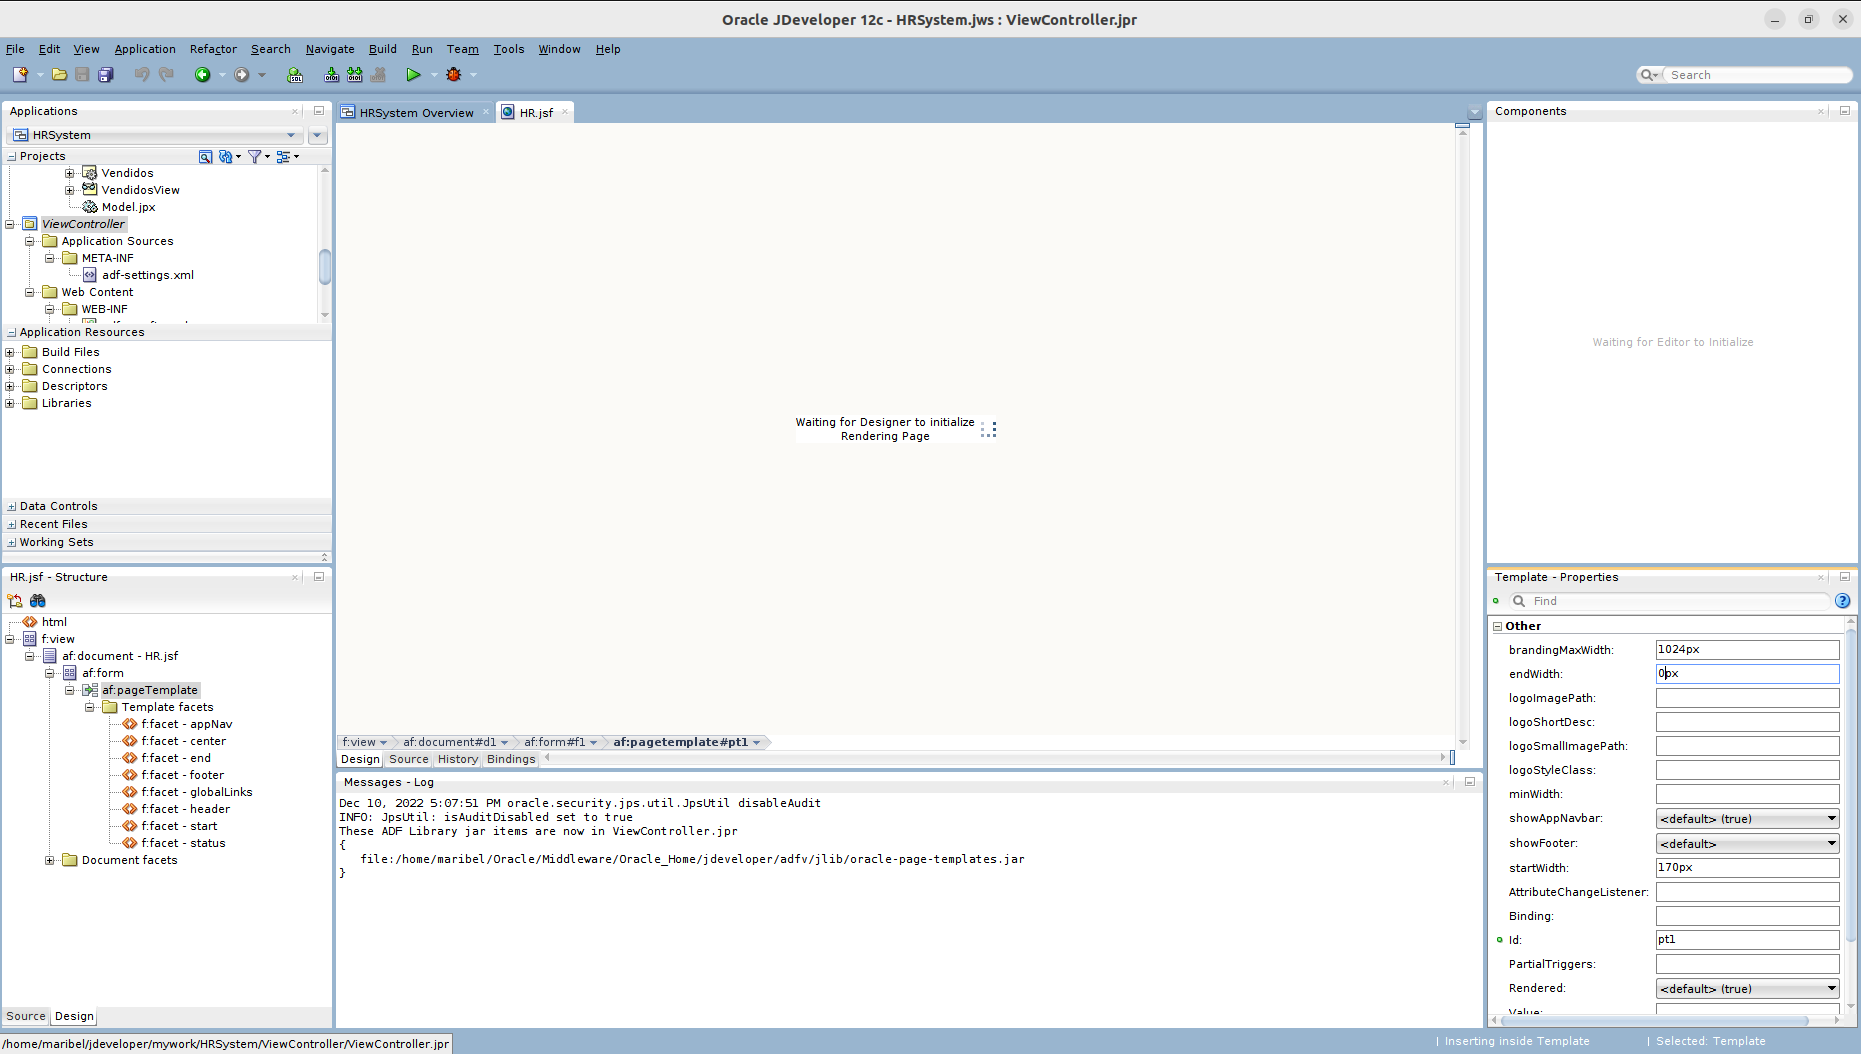 Oracle JDeveloper 12c - HRSystem.jws : ViewController.jpr
File Edit View Application Refactor Search Navigate Build Run Team Tools Window Help
Search
Applications
HRSystem
Projects
Vendidos
VendidosView
Model.jpx
ViewController
Application Sources
META-INF
adf-settings.xml
Web Content
WEB-INF
Application Resources
Build Files
Connections
Descriptors
Libraries
Data Controls
Recent Files
Working Sets
HR.jsf - Structure
html
f:view
af:document - HR.jsf
af:form
af:pageTemplate
Template facets
f:facet - appNav
f:facet - center
f:facet - end
f:facet - footer
f:facet - globalLinks
f:facet - header
f:facet - start
f:facet - status
Document facets
Source Design
HRSystem Overview HR.jsf
Waiting for Designer to initialize
Rendering Page
f:view af:document#d1 af:form#f1 af:pagetemplate#pt1
Design Source History Bindings
Messages - Log
Dec 10, 2022 5:07:51 PM oracle.security.jps.util.JpsUtil disableAudit
INFO: JpsUtil: isAuditDisabled set to true
These ADF Library jar items are now in ViewController.jpr
{
file:/home/maribel/Oracle/Middleware/Oracle_Home/jdeveloper/adfv/jlib/oracle-page-templates.jar
}
Components
Waiting for Editor to Initialize
Template - Properties
Find
Other
brandingMaxWidth: 1024px
endWidth: 0px
logoImagePath:
logoShortDesc:
logoSmallImagePath:
logoStyleClass:
minWidth:
showAppNavbar: <default> (true)
showFooter: <default>
startWidth: 170px
AttributeChangeListener:
Binding:
Id: pt1
PartialTriggers:
Rendered: <default> (true)
Value:
/home/maribel/jdeveloper/mywork/HRSystem/ViewController/ViewController.jpr
Inserting inside Template
Selected: Template